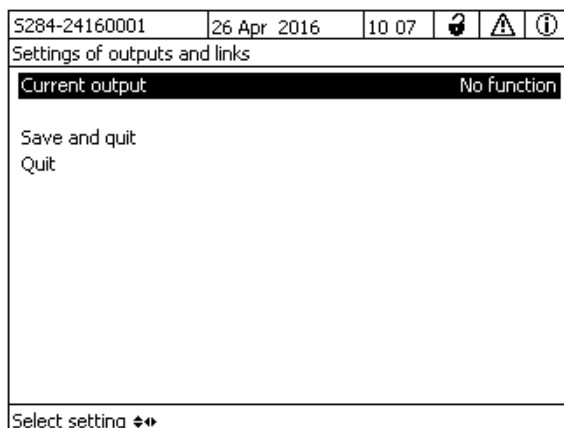 S284-24160001 26 Apr 2016 10 07
Settings of outputs and links
Current output No function
Save and quit
Quit
Select setting